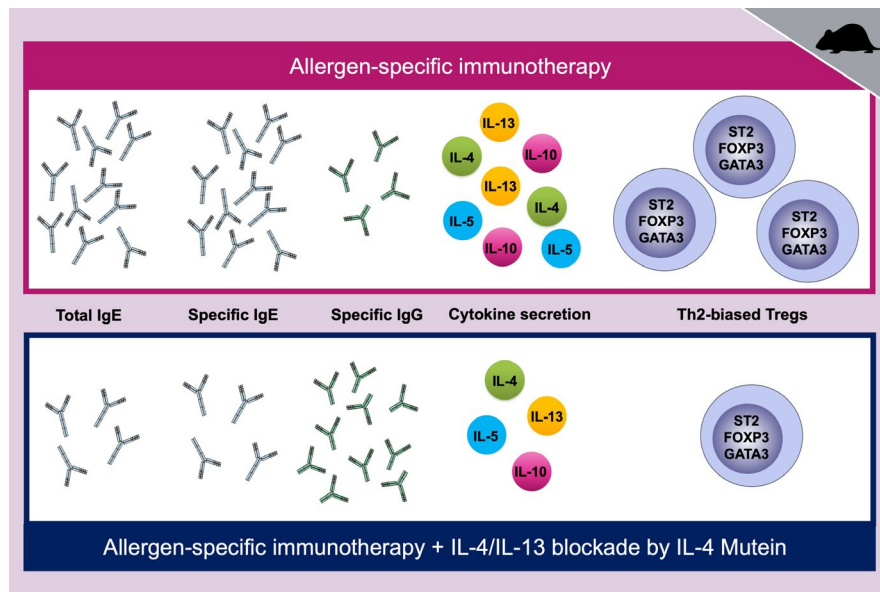 Allergen-specific immunotherapy
IL-13
IL-4
IL-10
IL-13
IL-4
IL-5
IL-10
IL-5
ST2
FOXP3
GATA3
ST2
FOXP3
GATA3
ST2
FOXP3
GATA3
Total IgE
Specific IgE
Specific IgG
Cytokine secretion
Th2-biased Tregs
IL-4
IL-13
IL-5
IL-10
ST2
FOXP3
GATA3
Allergen-specific immunotherapy + IL-4/IL-13 blockade by IL-4 Mutein